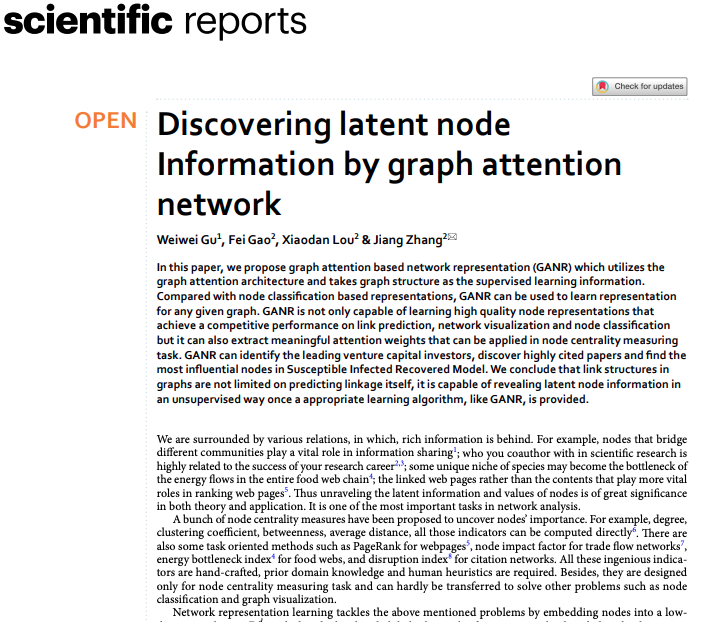 scientific reports
Check for updates
OPEN
Discovering latent node
Information by graph attention
network
Weiwei Gu1, Fei Gao2, Xiaodan Lou2 & Jiang Zhang2✉
In this paper, we propose graph attention based network representation (GANR) which utilizes the
graph attention architecture and takes graph structure as the supervised learning information.
Compared with node classification based representations, GANR can be used to learn representation
for any given graph. GANR is not only capable of learning high quality node representations that
achieve a competitive performance on link prediction, network visualization and node classification
but it can also extract meaningful attention weights that can be applied in node centrality measuring
task. GANR can identify the leading venture capital investors, discover highly cited papers and find the
most influential nodes in Susceptible Infected Recovered Model. We conclude that link structures in
graphs are not limited on predicting linkage itself, it is capable of revealing latent node information in
an unsupervised way once a appropriate learning algorithm, like GANR, is provided.
We are surrounded by various relations, in which, rich information is behind. For example, nodes that bridge
different communities play a vital role in information sharing1; who you coauthor with in scientific research is
highly related to the success of your research career2,3; some unique niche of species may become the bottleneck of
the energy flows in the entire food web chain4; the linked web pages rather than the contents that play more vital
roles in ranking web pages5. Thus unraveling the latent information and values of nodes is of great significance
in both theory and application. It is one of the most important tasks in network analysis.
A bunch of node centrality measures have been proposed to uncover nodes' importance. For example, degree,
clustering coefficient, betweenness, average distance, all those indicators can be computed directly6. There are
also some task oriented methods such as PageRank for webpages5, node impact factor for trade flow networks7,
energy bottleneck index4 for food webs, and disruption index8 for citation networks. All these ingenious indica-
tors are hand-crafted, prior domain knowledge and human heuristics are required. Besides, they are designed
only for node centrality measuring task and can hardly be transferred to solve other problems such as node
classification and graph visualization.
Network representation learning tackles the above mentioned problems by embedding nodes into a low-